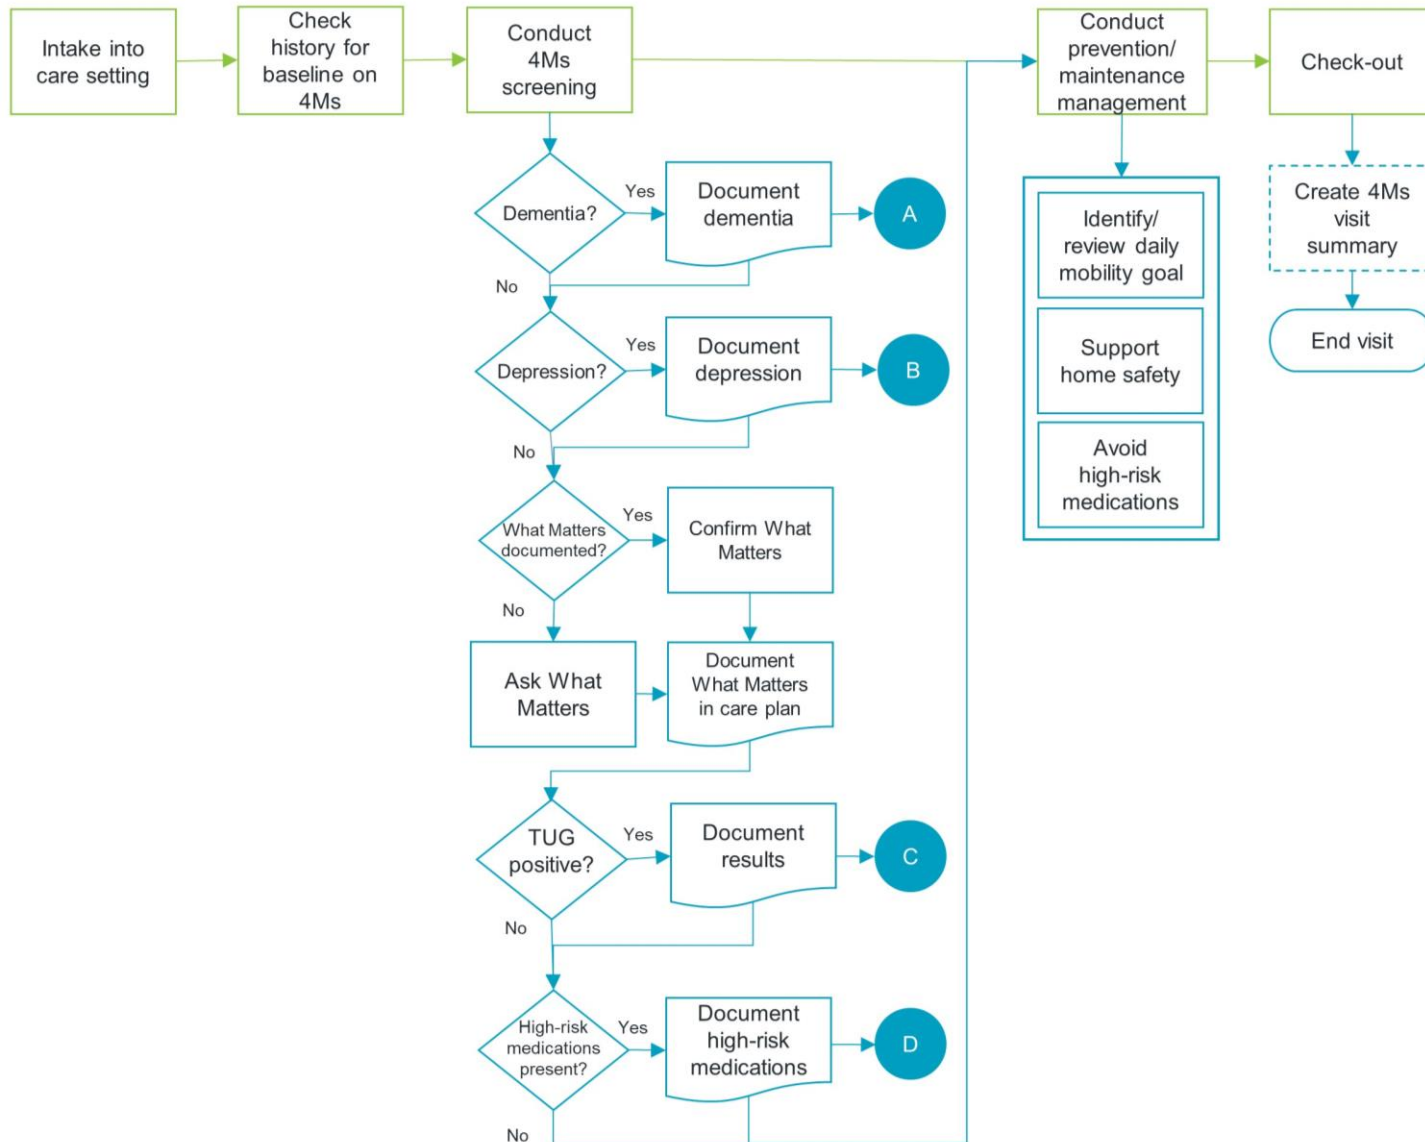 Intake into
care setting
Check
history for
baseline on
4Ms
Conduct
4Ms
screening
Conduct
prevention/
maintenance
management
Check-out
Dementia?
Yes
Document
dementia
A
No
Depression?
Yes
Document
depression
B
No
What Matters
documented?
Yes
Confirm What
Matters
No
Ask What
Matters
Document
What Matters
in care plan
TUG
positive?
Yes
Document
results
C
No
High-risk
medications
present?
Yes
Document
high-risk
medications
D
No
Identify/
review daily
mobility goal
Support
home safety
Avoid
high-risk
medications
Create 4Ms
visit
summary
End visit